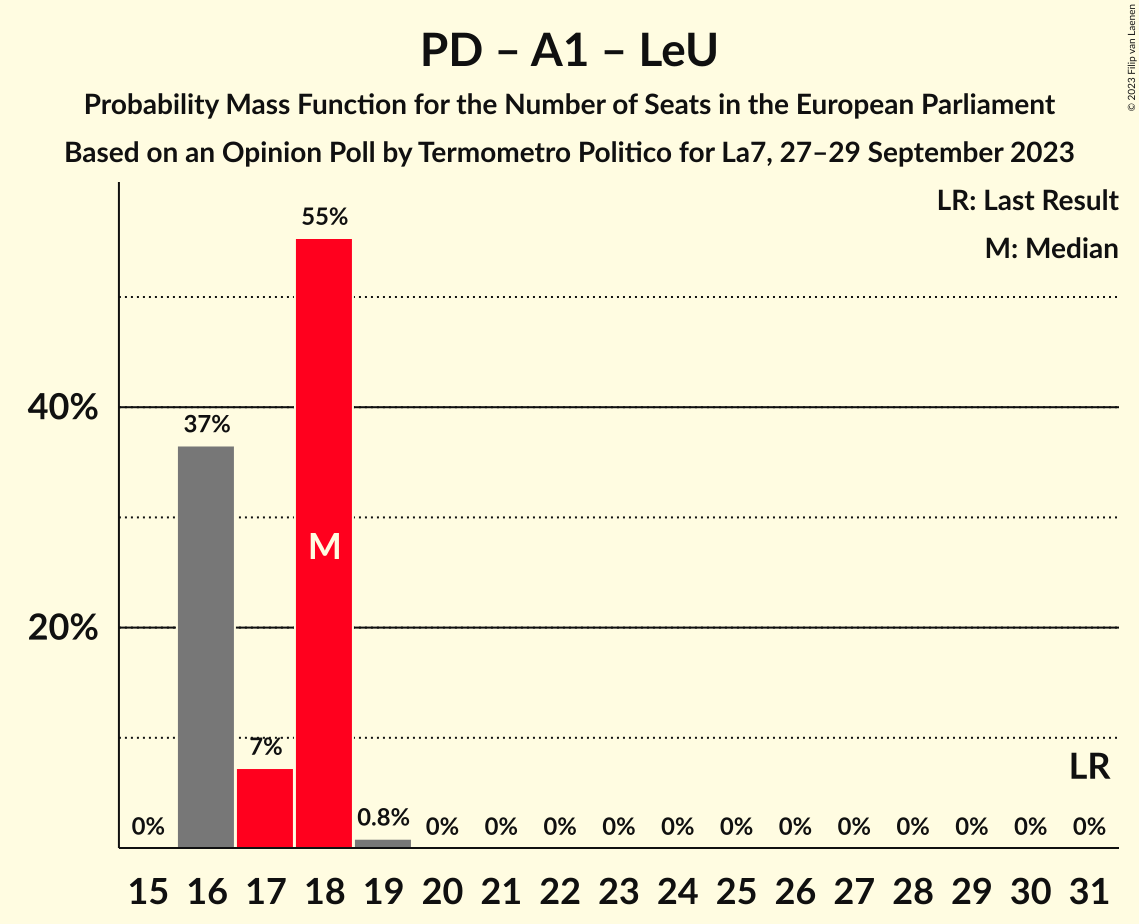 PD – A1 – LeU
Probability Mass Function for the Number of Seats in the European Parliament
Based on an Opinion Poll by Termometro Politico for La7, 27–29 September 2023
© 2023 Filip van Laenen
LR: Last Result
M: Median
55%
40%
37%
M
20%
7%
LR
0% 0.8% 0% 0% 0% 0% 0% 0% 0% 0% 0% 0% 0% 0%
15 16 17 18 19 20 21 22 23 24 25 26 27 28 29 30 31